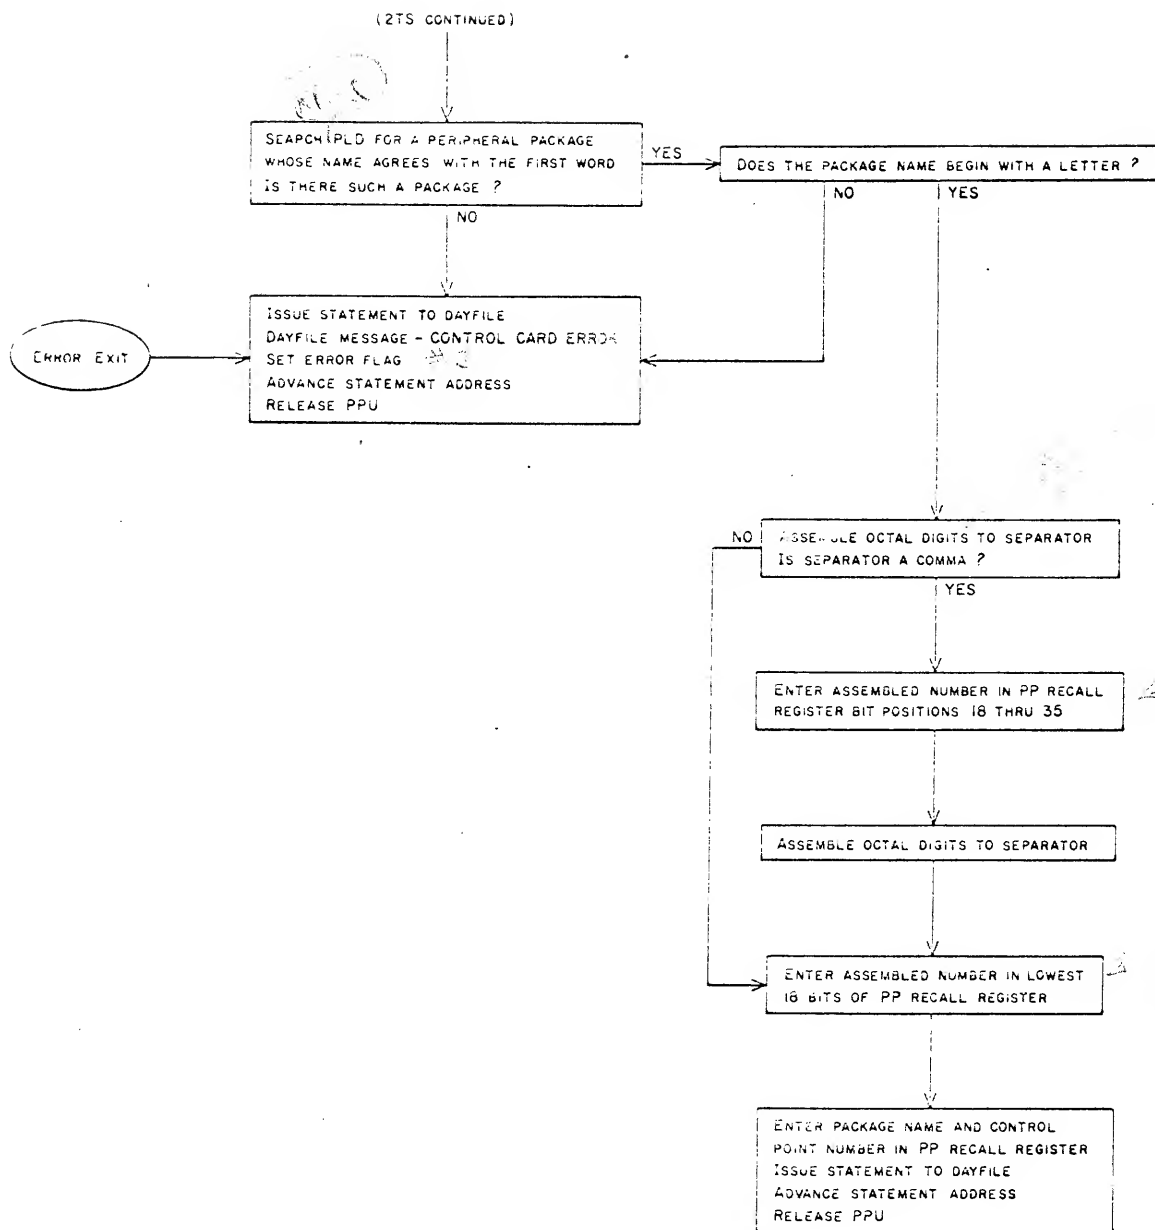 (2TS CONTINUED)
SEARCH PLD FOR A PERIPHERAL PACKAGE
WHOSE NAME AGREES WITH THE FIRST WORD
IS THERE SUCH A PACKAGE ?
YES
DOES THE PACKAGE NAME BEGIN WITH A LETTER ?
NO
NO
YES
ISSUE STATEMENT TO DAYFILE
DAYFILE MESSAGE - CONTROL CARD ERROR
SET ERROR FLAG
ADVANCE STATEMENT ADDRESS
RELEASE PPU
ERROR EXIT
NO
ASSEMBLE OCTAL DIGITS TO SEPARATOR
IS SEPARATOR A COMMA ?
YES
ENTER ASSEMBLED NUMBER IN PP RECALL
REGISTER BIT POSITIONS 18 THRU 35
ASSEMBLE OCTAL DIGITS TO SEPARATOR
ENTER ASSEMBLED NUMBER IN LOWEST
18 BITS OF PP RECALL REGISTER
ENTER PACKAGE NAME AND CONTROL
POINT NUMBER IN PP RECALL REGISTER
ISSUE STATEMENT TO DAYFILE
ADVANCE STATEMENT ADDRESS
RELEASE PPU